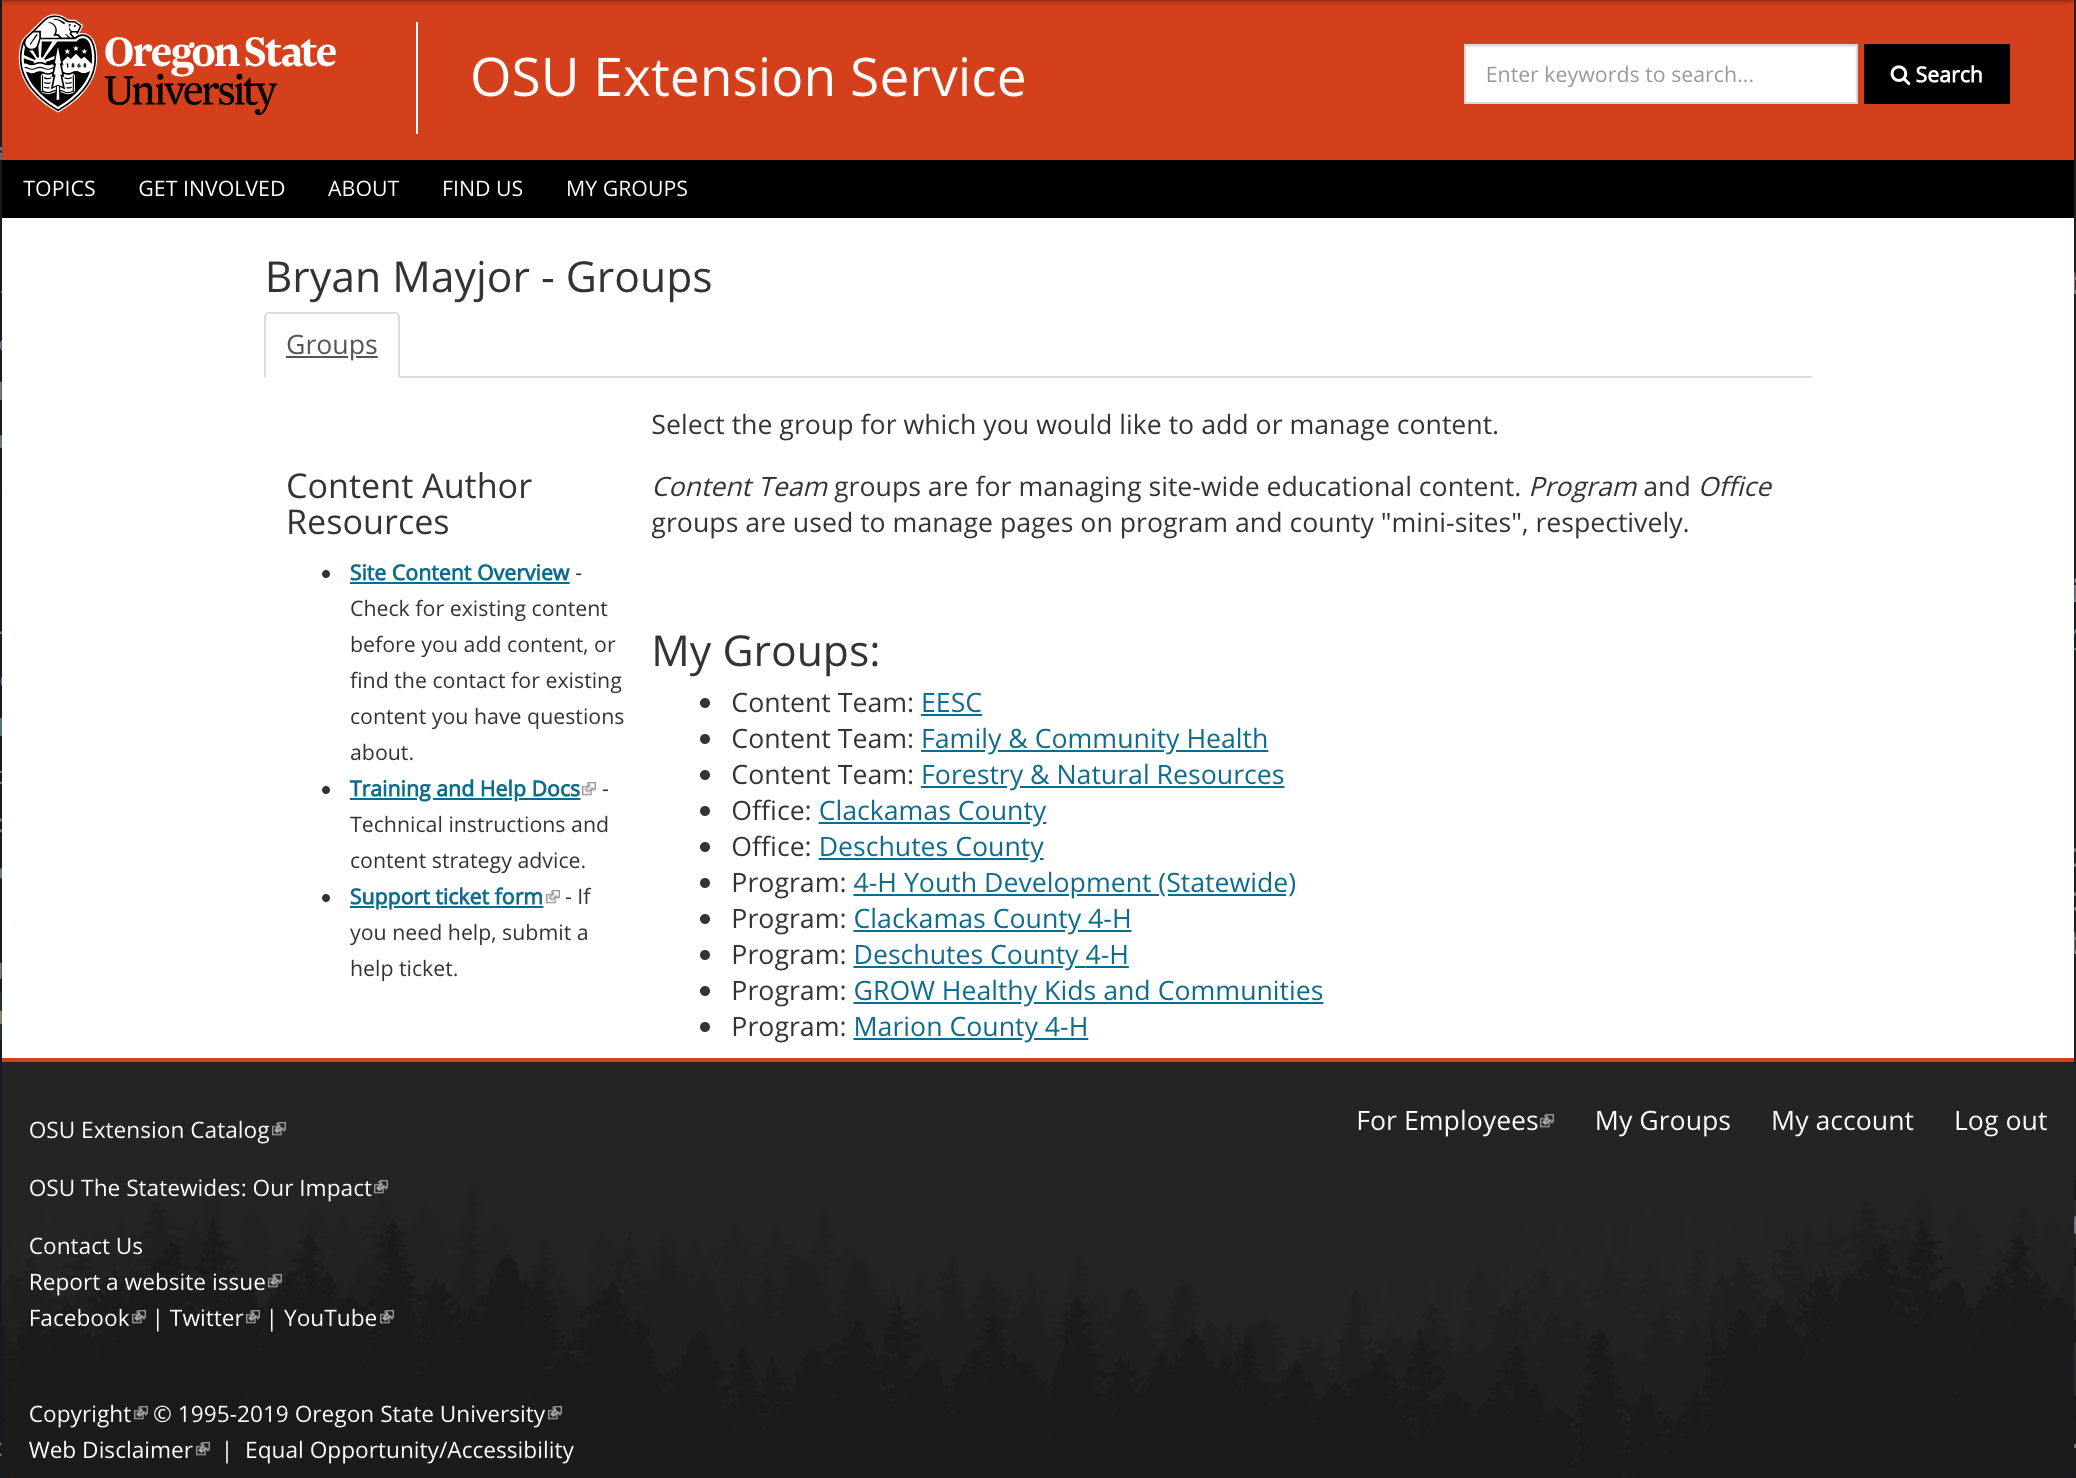 Oregon State
University
OSU Extension Service
Enter keywords to search...
Search
TOPICS GET INVOLVED ABOUT FIND US MY GROUPS
Bryan Mayjor - Groups
Groups
Content Author
Resources
• Site Content Overview -
Check for existing content
before you add content, or
find the contact for existing
content you have questions
about.
• Training and Help Docs -
Technical instructions and
content strategy advice.
• Support ticket form - If
you need help, submit a
help ticket.
Select the group for which you would like to add or manage content.
Content Team groups are for managing site-wide educational content. Program and Office
groups are used to manage pages on program and county "mini-sites", respectively.
My Groups:
• Content Team: EESC
• Content Team: Family & Community Health
• Content Team: Forestry & Natural Resources
• Office: Clackamas County
• Office: Deschutes County
• Program: 4-H Youth Development (Statewide)
• Program: Clackamas County 4-H
• Program: Deschutes County 4-H
• Program: GROW Healthy Kids and Communities
• Program: Marion County 4-H
OSU Extension Catalog
OSU The Statewides: Our Impact
Contact Us
Report a website issue
Facebook | Twitter | YouTube
Copyright © 1995-2019 Oregon State University
Web Disclaimer | Equal Opportunity/Accessibility
For Employees My Groups My account Log out